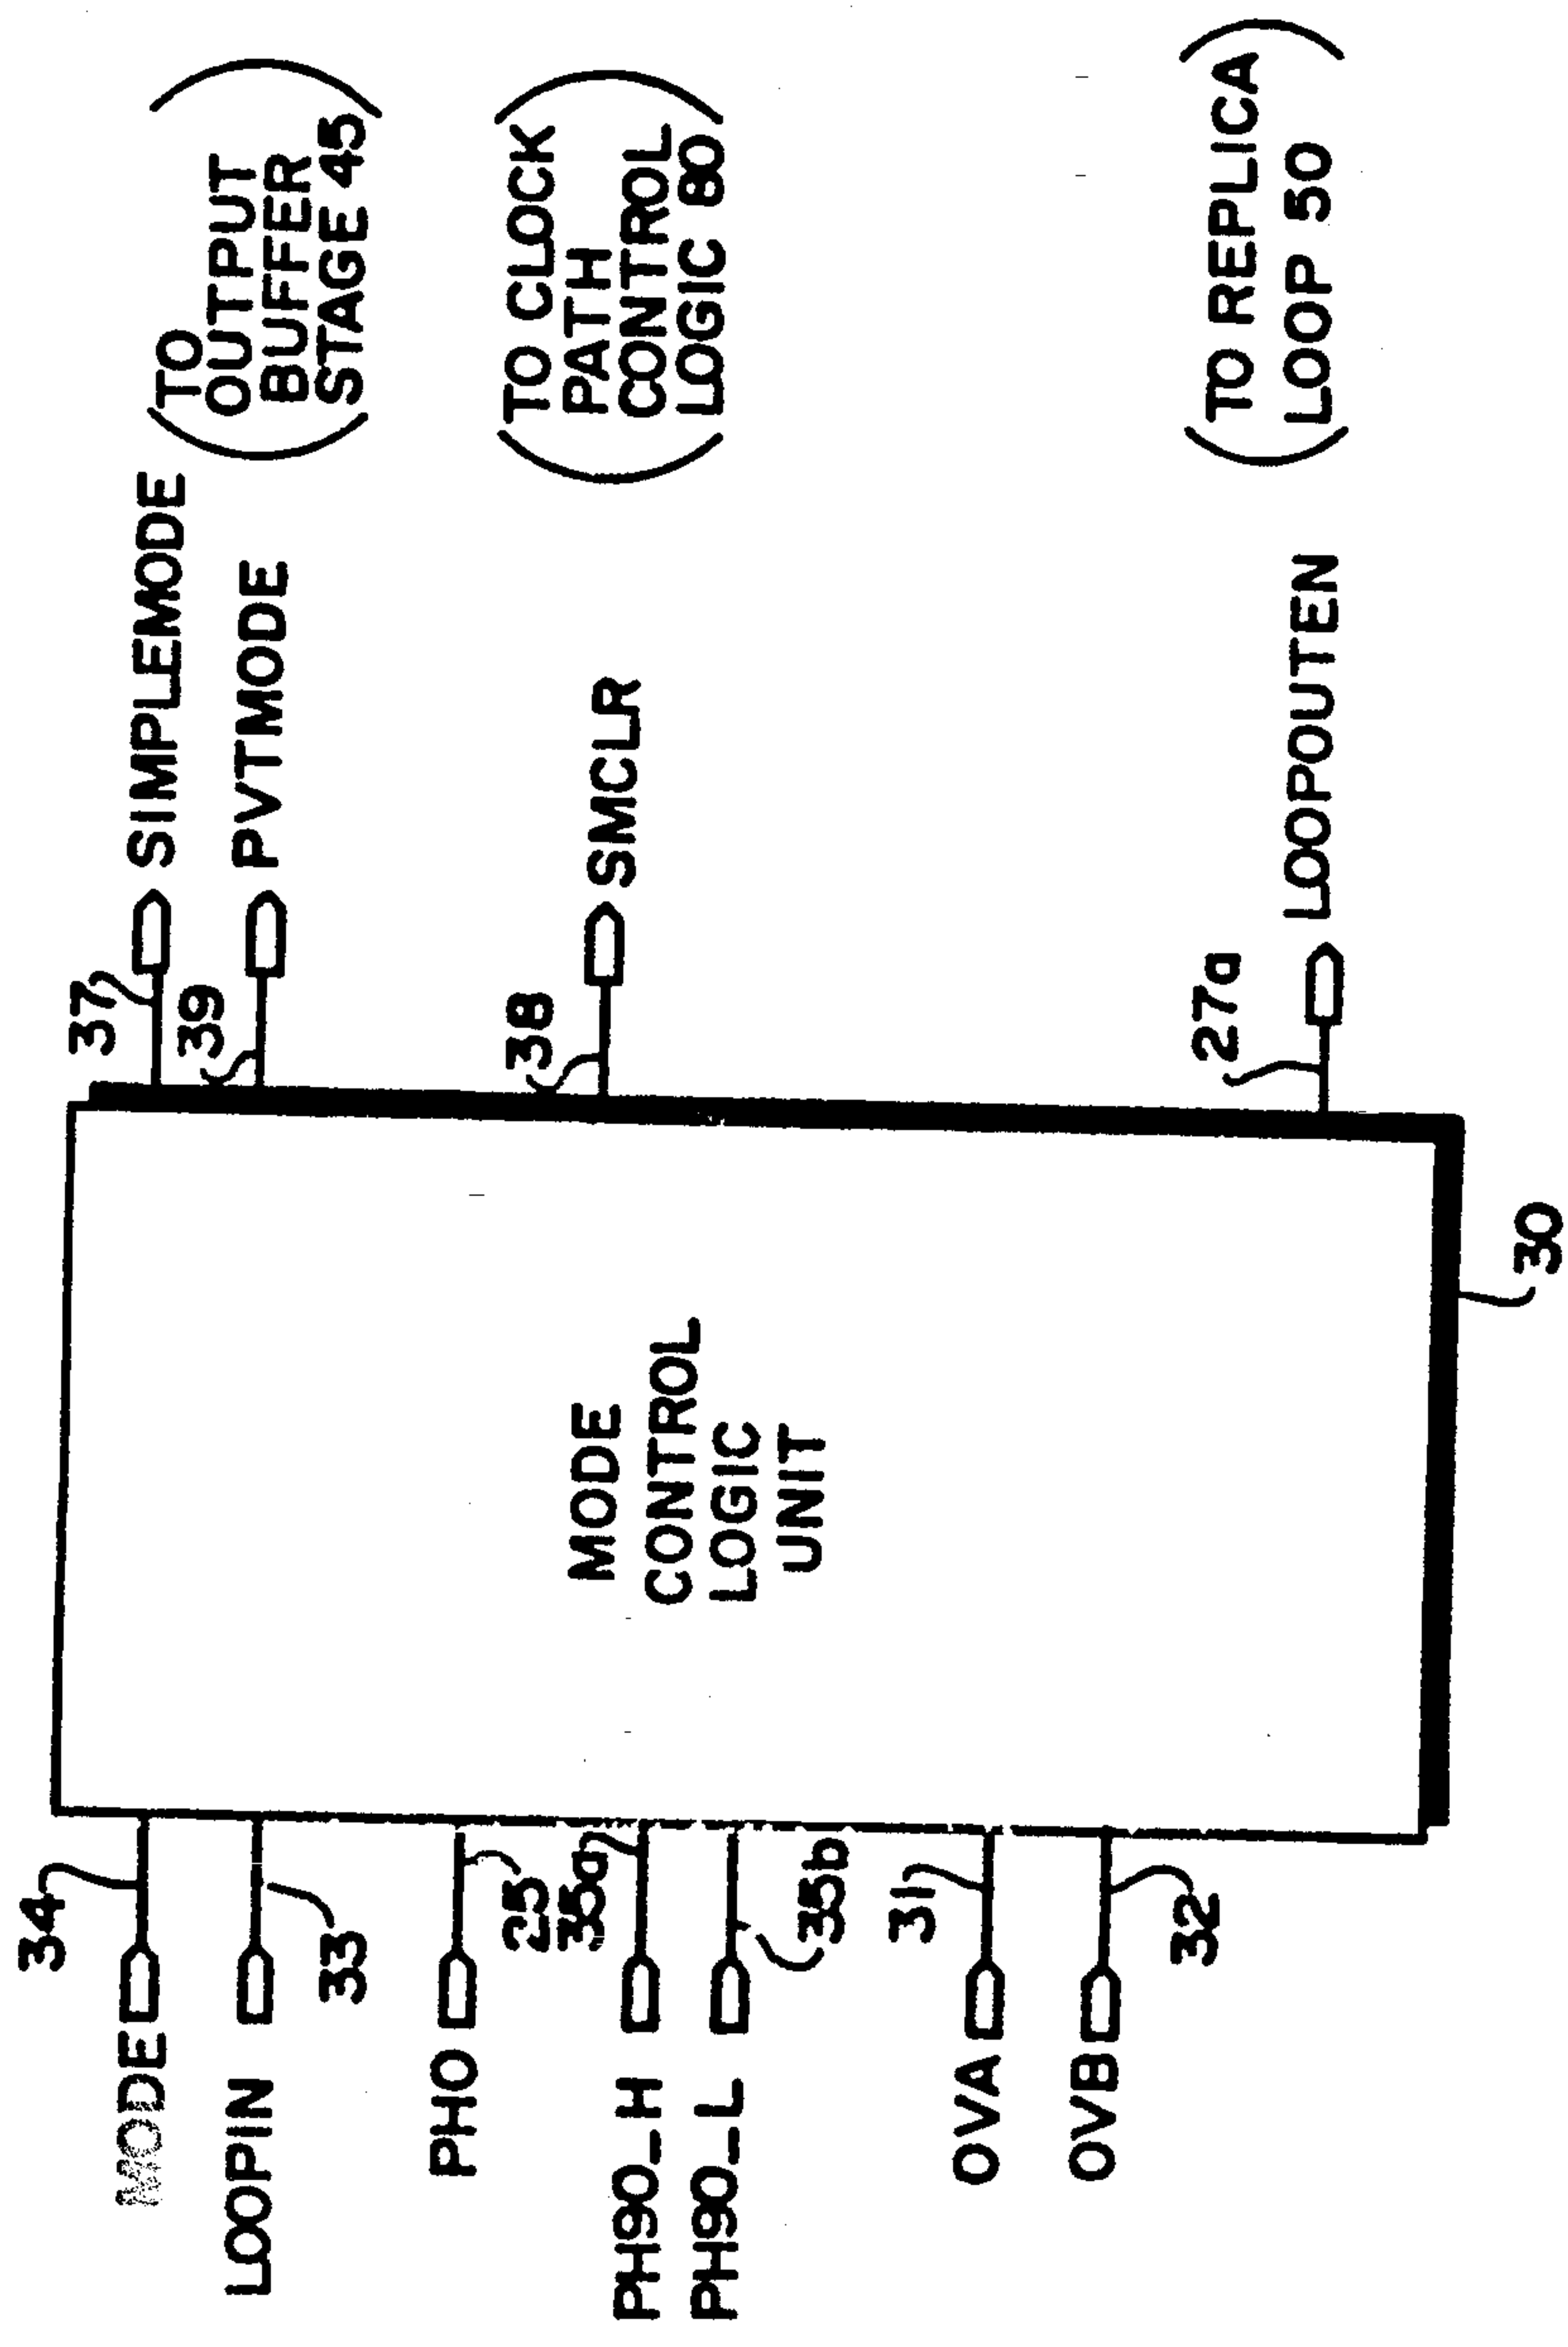 34
MODE
LOOPIN
33
PH0
25
35a
PH90_H
PH90_L
35b
31
OVA
OVB
32
MODE
CONTROL
LOGIC
UNIT
30
37
SIMPLEMODE
39
PVTMODE
(TO
OUTPUT
BUFFER
STAGE 45)
38
SMCLR
(TO CLOCK
PATH
CONTROL
LOGIC 80)
27a
LOOPOUTEN
(TO REPLICA
LOOP 50)